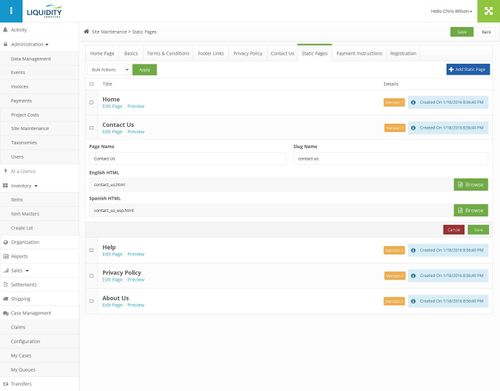 LIQUIDITY
SERVICES
Hello Chris Wilson
Activity
Administration
Data Management
Events
Invoices
Payments
Project Costs
Site Maintenance
Taxonomies
Users
At a Glance
Inventory
Items
Item Masters
Create Lot
Organization
Reports
Sales
Settlements
Shipping
Case Management
Claims
Configuration
My Cases
My Queues
Transfers
Site Maintenance > Static Pages
Save
Back
Home Page
Basics
Terms & Conditions
Footer Links
Privacy Policy
Contact Us
Static Pages
Payment Instructions
Registration
Bulk Actions
Apply
Add Static Page
Title
Details
Home
Edit Page | Preview
Version 1
Created On 1/18/2016 8:56:40 PM
Contact Us
Edit Page | Preview
Version 1
Created On 1/18/2016 8:56:40 PM
Page Name
Slug Name
Contact Us
contact-us
English HTML
contact_us.html
Browse
Spanish HTML
contact_us_esp.html
Browse
Cancel
Save
Help
Edit Page | Preview
Version 1
Created On 1/18/2016 8:56:40 PM
Privacy Policy
Edit Page | Preview
Version 1
Created On 1/18/2016 8:56:40 PM
About Us
Edit Page | Preview
Version 1
Created On 1/18/2016 8:56:40 PM